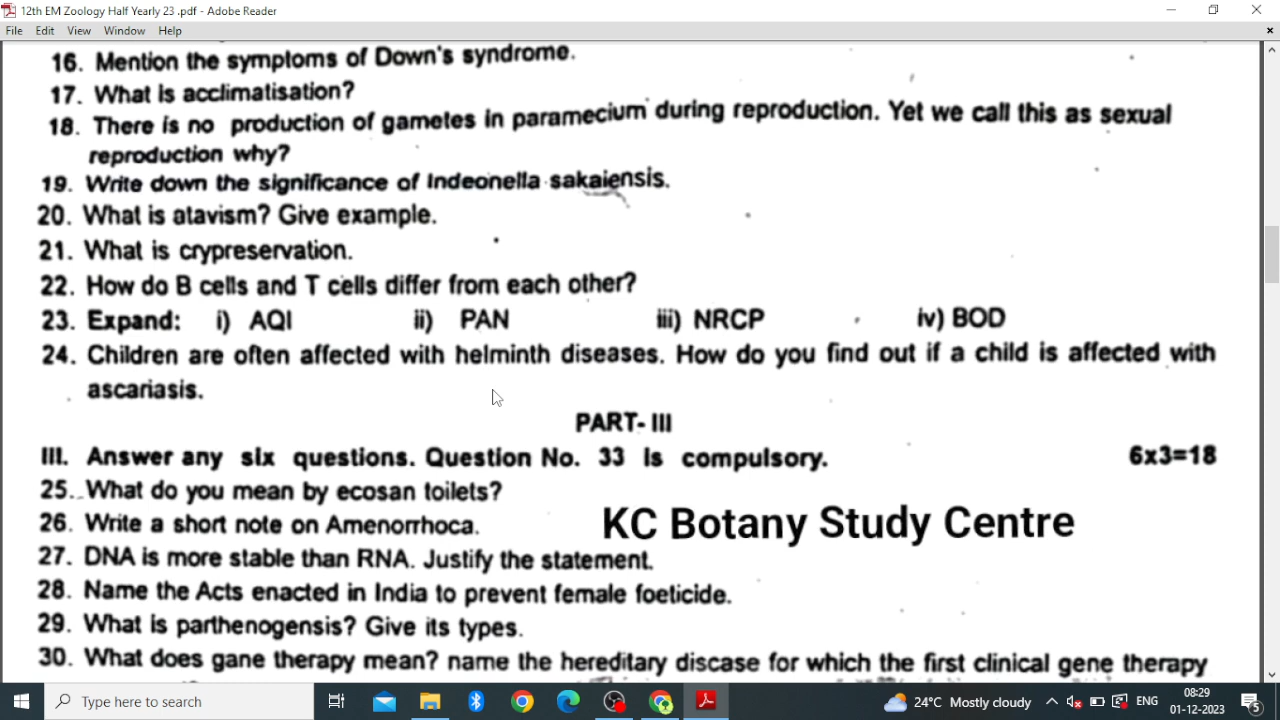 12th EM Zoology Half Yearly 23 .pdf - Adobe Reader
File Edit View Window Help
16. Mention the symptoms of Down's syndrome.
17. What is acclimatisation?
18. There is no production of gametes in paramecium during reproduction. Yet we call this as sexual
reproduction why?
19. Write down the significance of Indeonella sakaiensis.
20. What is atavism? Give example.
21. What is crypreservation.
22. How do B cells and T cells differ from each other?
23. Expand: i) AQI ii) PAN iii) NRCP iv) BOD
24. Children are often affected with helminth diseases. How do you find out if a child is affected with
ascariasis.
PART- III
III. Answer any six questions. Question No. 33 is compulsory. 6x3=18
25. What do you mean by ecosan toilets?
26. Write a short note on Amenorrhoca.
KC Botany Study Centre
27. DNA is more stable than RNA. Justify the statement.
28. Name the Acts enacted in India to prevent female foeticide.
29. What is parthenogensis? Give its types.
30. What does gane therapy mean? name the hereditary discase for which the first clinical gene therapy
Type here to search
24°C Mostly cloudy
ENG
08:29
01-12-2023
5